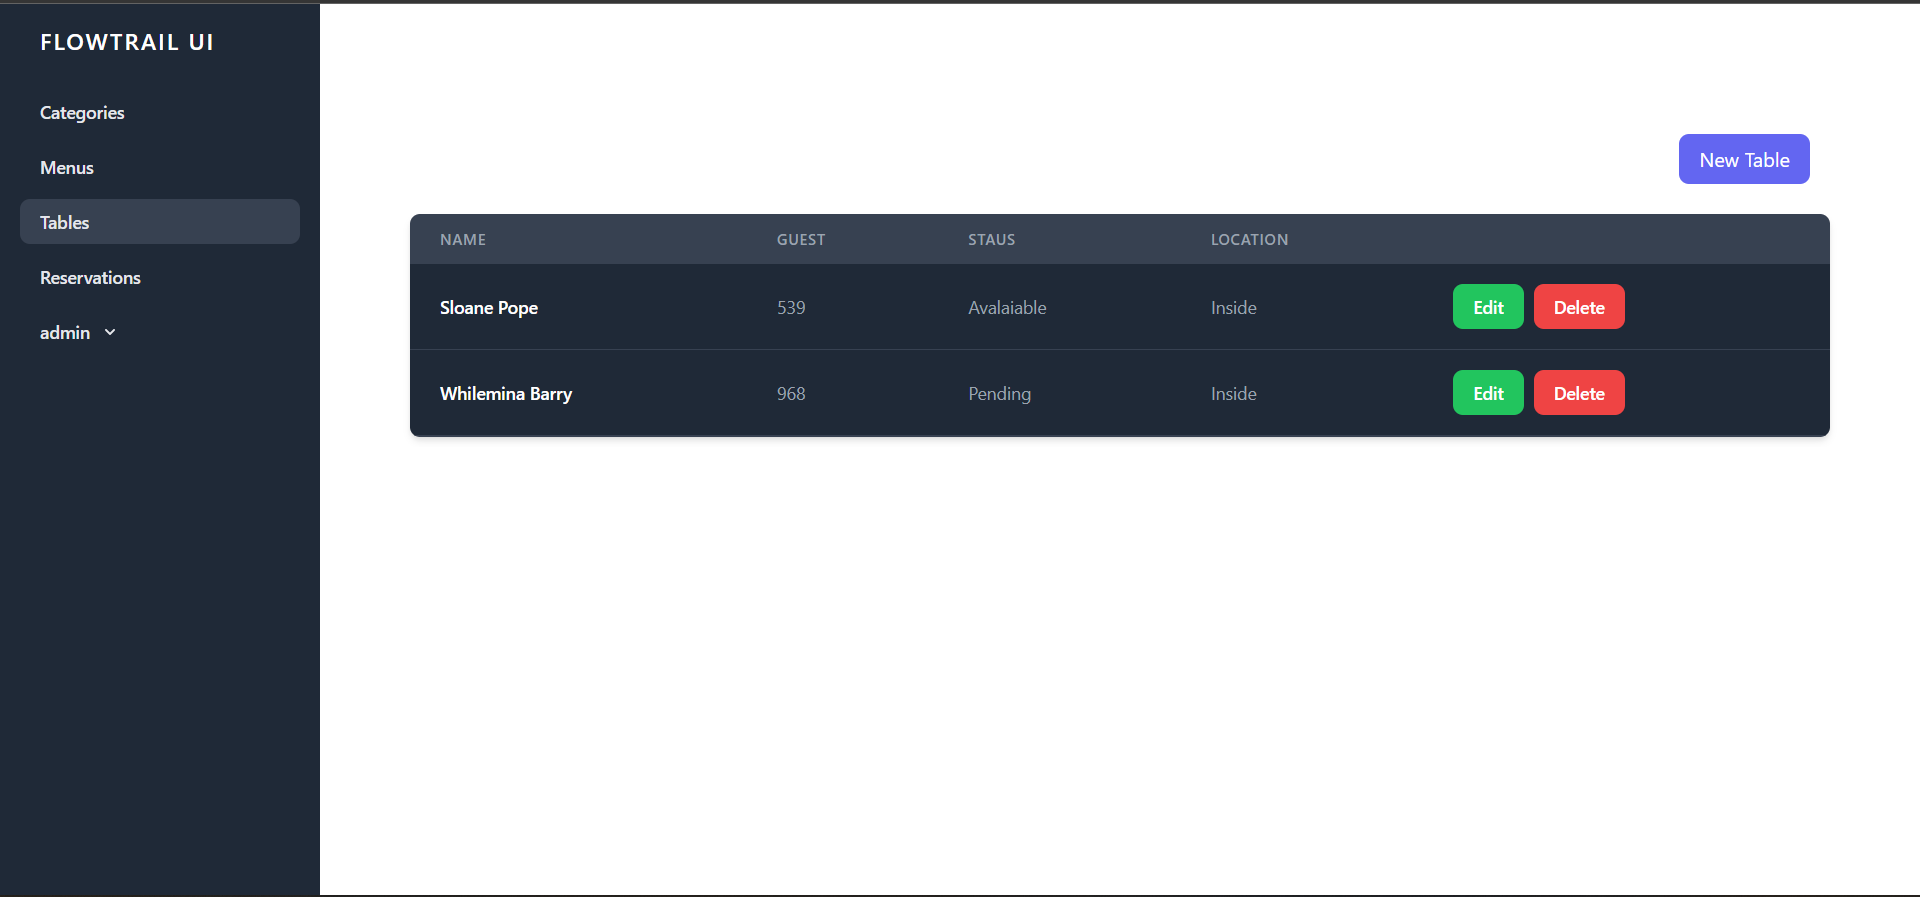 FLOWTRAIL UI
Categories
Menus
Tables
Reservations
admin
New Table
NAME GUEST STAUS LOCATION
Sloane Pope 539 Avalaiable Inside Edit Delete
Whilemina Barry 968 Pending Inside Edit Delete